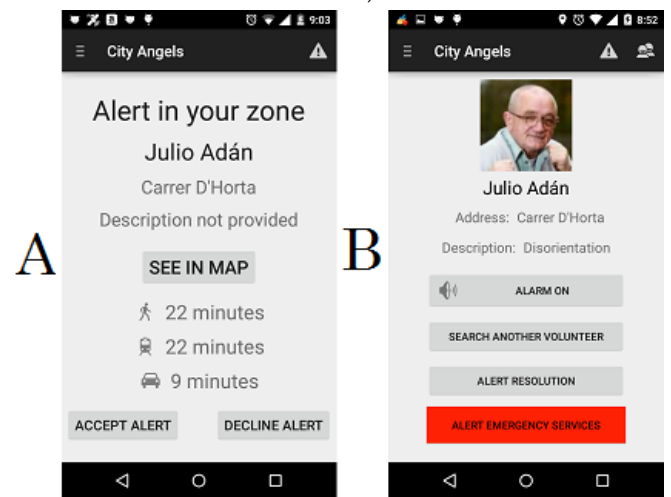 A
9:03
City Angels
Alert in your zone
Julio Adán
Carrer D'Horta
Description not provided
SEE IN MAP
22 minutes
22 minutes
9 minutes
ACCEPT ALERT
DECLINE ALERT
B
8:52
City Angels
Julio Adán
Address: Carrer D'Horta
Description: Disorientation
ALARM ON
SEARCH ANOTHER VOLUNTEER
ALERT RESOLUTION
ALERT EMERGENCY SERVICES